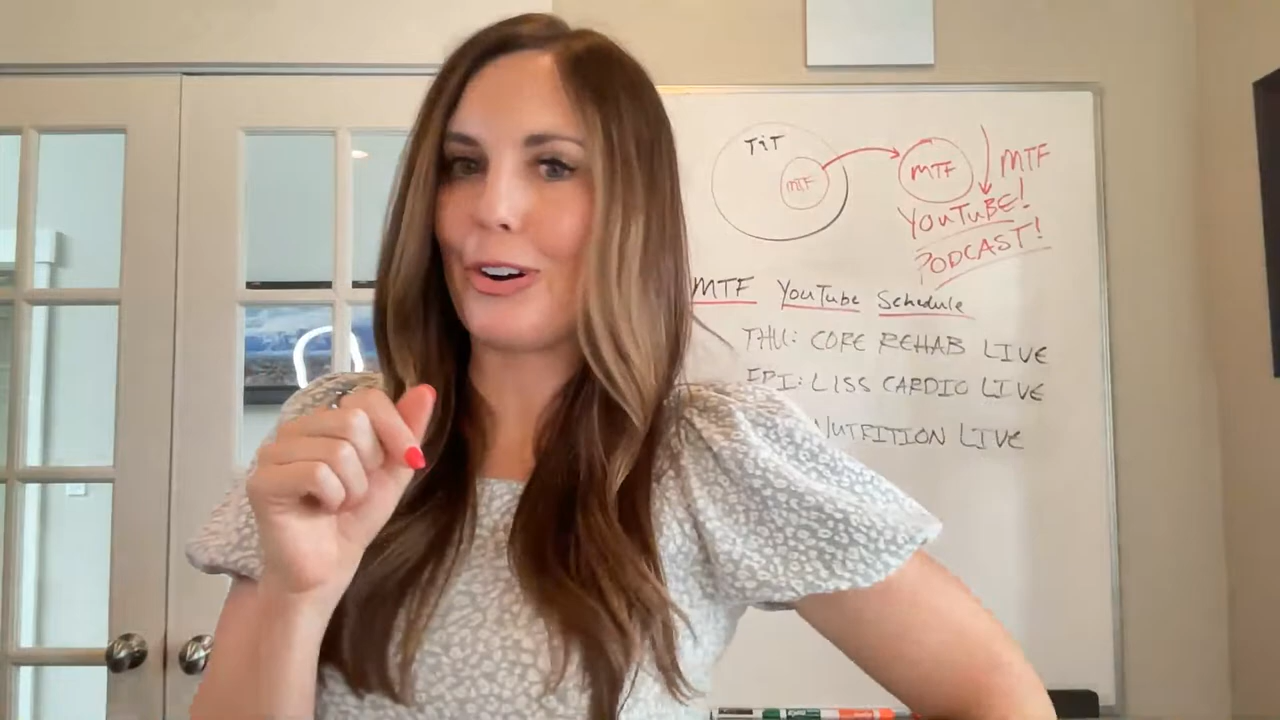 TiT
MTF
MTF
MTF
YOUTUBE!
PODCAST!
MTF YouTube Schedule
THU: CORE REHAB LIVE
FRI: LISS CARDIO LIVE
NUTRITION LIVE